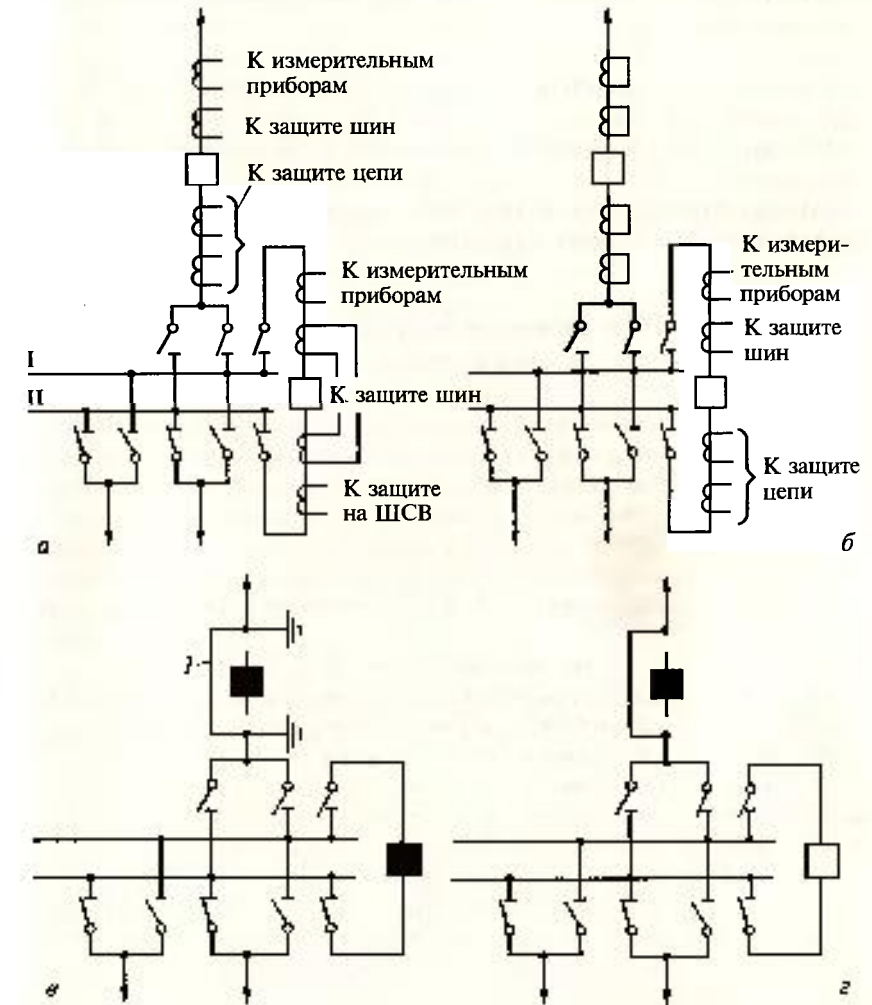 К измерительным
приборам
К защите шин
К защите цепи
К измерительным
приборам
I
II
К защите шин
К защите
на ШСВ
а
К измери-
тельным
приборам
К защите
шин
К защите
цепи
б
в
г